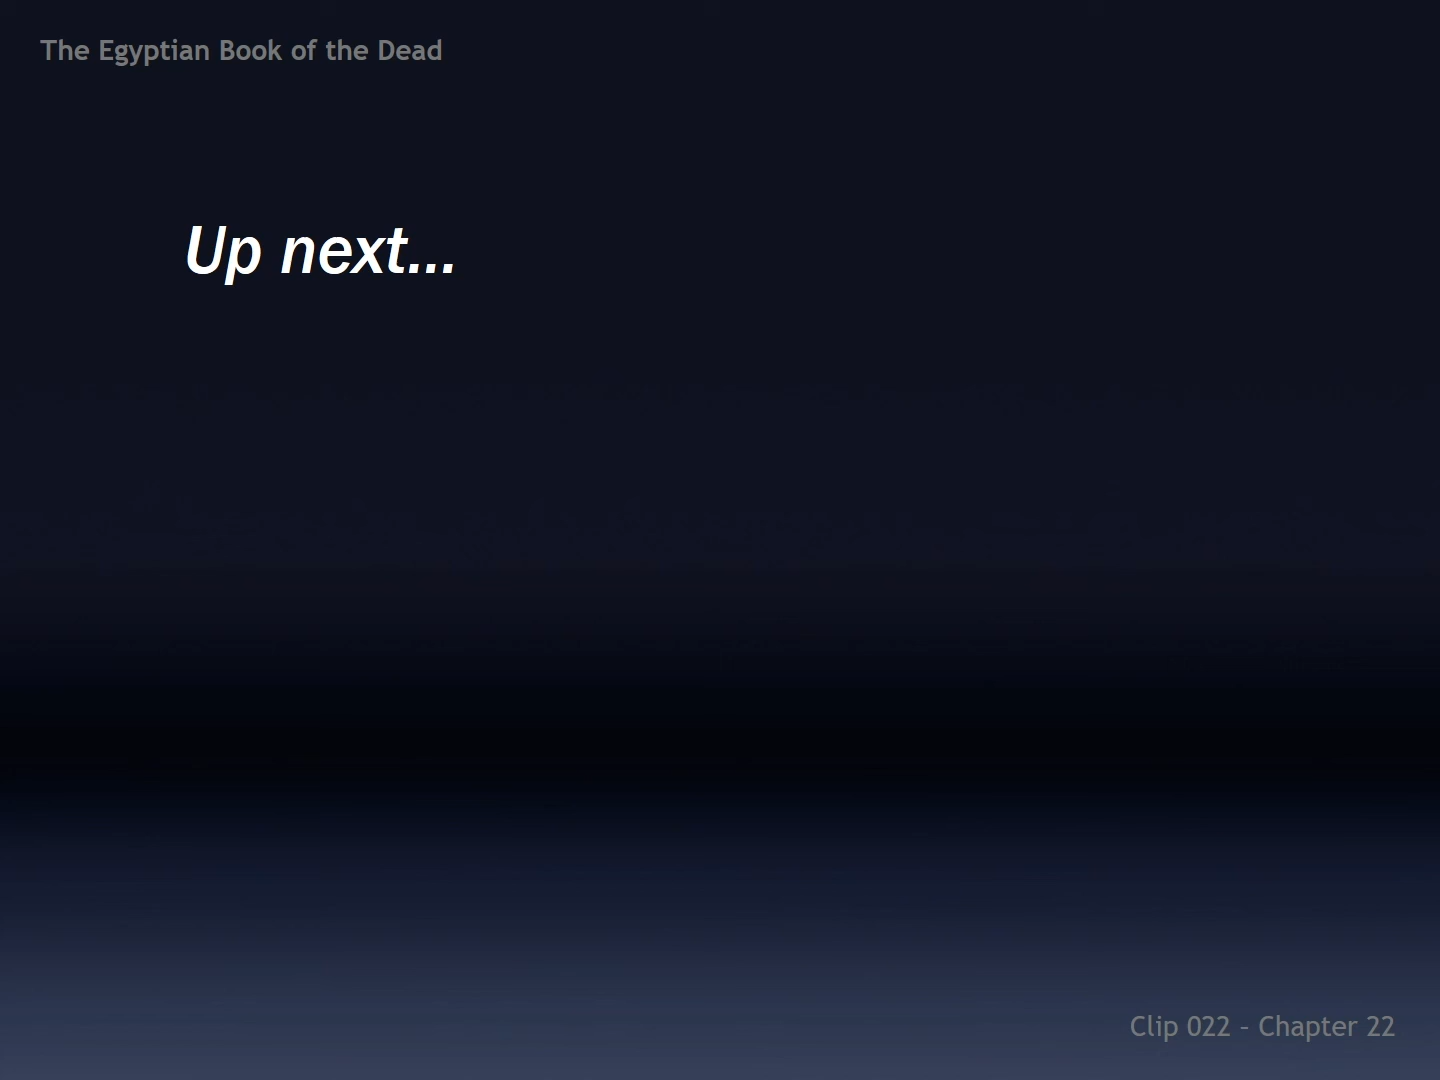 The Egyptian Book of the Dead
Up next...
Clip 022 - Chapter 22